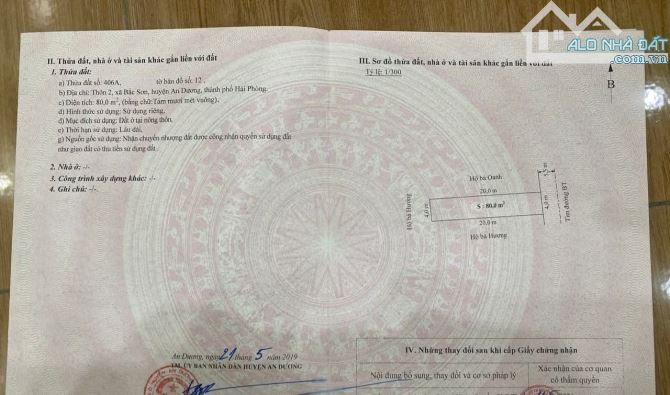 ALO NHÀ ĐẤT
II. Thửa đất, nhà ở và tài sản khác gắn liền với đất
1. Thửa đất:
a) Thửa đất số: 406A, tờ bản đồ số: 12,
b) Địa chỉ: Thôn 2, xã Bắc Sơn, huyện An Dương, thành phố Hải Phòng.
c) Diện tích: 80,0 m², (bằng chữ: Tám mươi mét vuông).
d) Hình thức sử dụng: Sử dụng riêng,
đ) Mục đích sử dụng: Đất ở tại nông thôn,
e) Thời hạn sử dụng: Lâu dài,
g) Nguồn gốc sử dụng: Nhận chuyển nhượng đất được công nhận quyền sử dụng đất
như giao đất có thu tiền sử dụng đất.
2. Nhà ở: -/-
3. Công trình xây dựng khác: -/-
4. Ghi chú: -/-.
An Dương, ngày 21 tháng 5 năm 2019
TM. ỦY BAN NHÂN DÂN HUYỆN AN DƯƠNG
III. Sơ đồ thửa đất, nhà ở và tài sản khác gắn liền với đất
Tỷ lệ: 1/300
B
Hộ bà Oanh
20,0 m
Hộ bà Hường
4,0 m
S : 80,0 m²
4,0 m
Tim đường BT
20,0 m
Hộ bà Hường
IV. Những thay đổi sau khi cấp Giấy chứng nhận
Nội dung bổ sung, thay đổi và cơ sở pháp lý
Xác nhận của cơ quan
có thẩm quyền